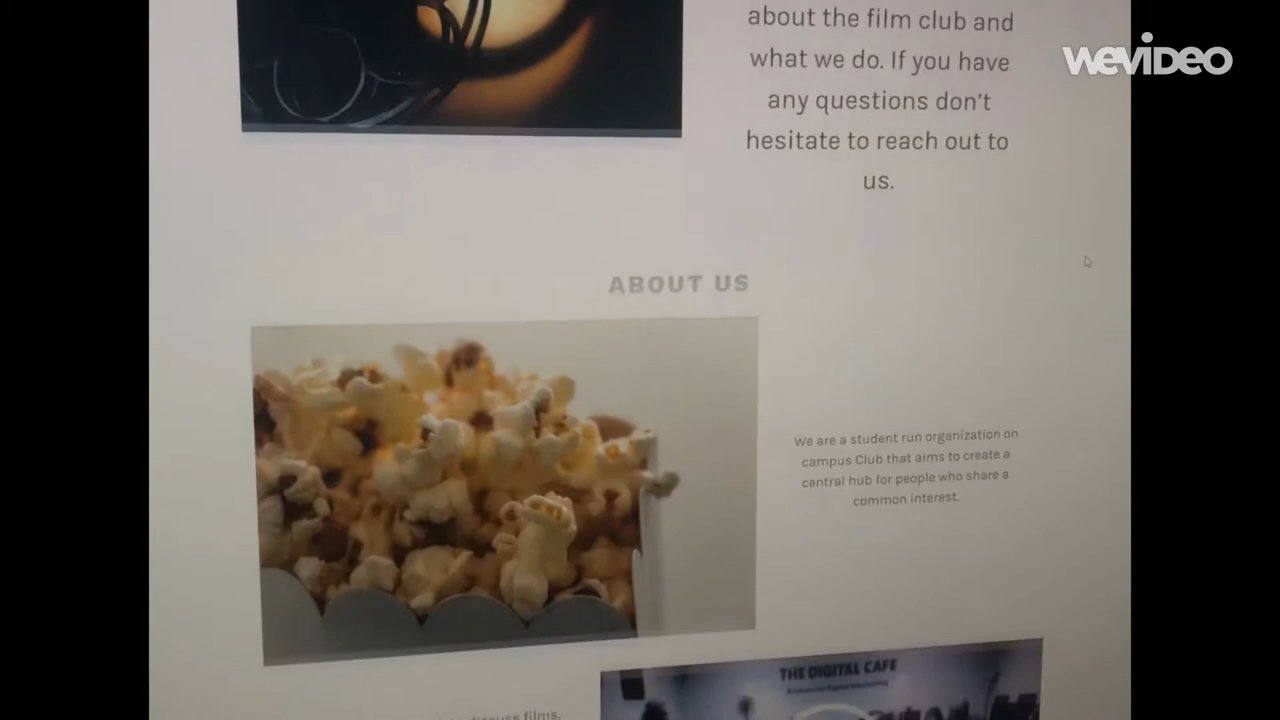 about the film club and
what we do. If you have
any questions don't
hesitate to reach out to
us.
WEVIDEO
ABOUT US
We are a student run organization on
campus Club that aims to create a
central hub for people who share a
common interest.
THE DIGITAL CAFE
discuss films,